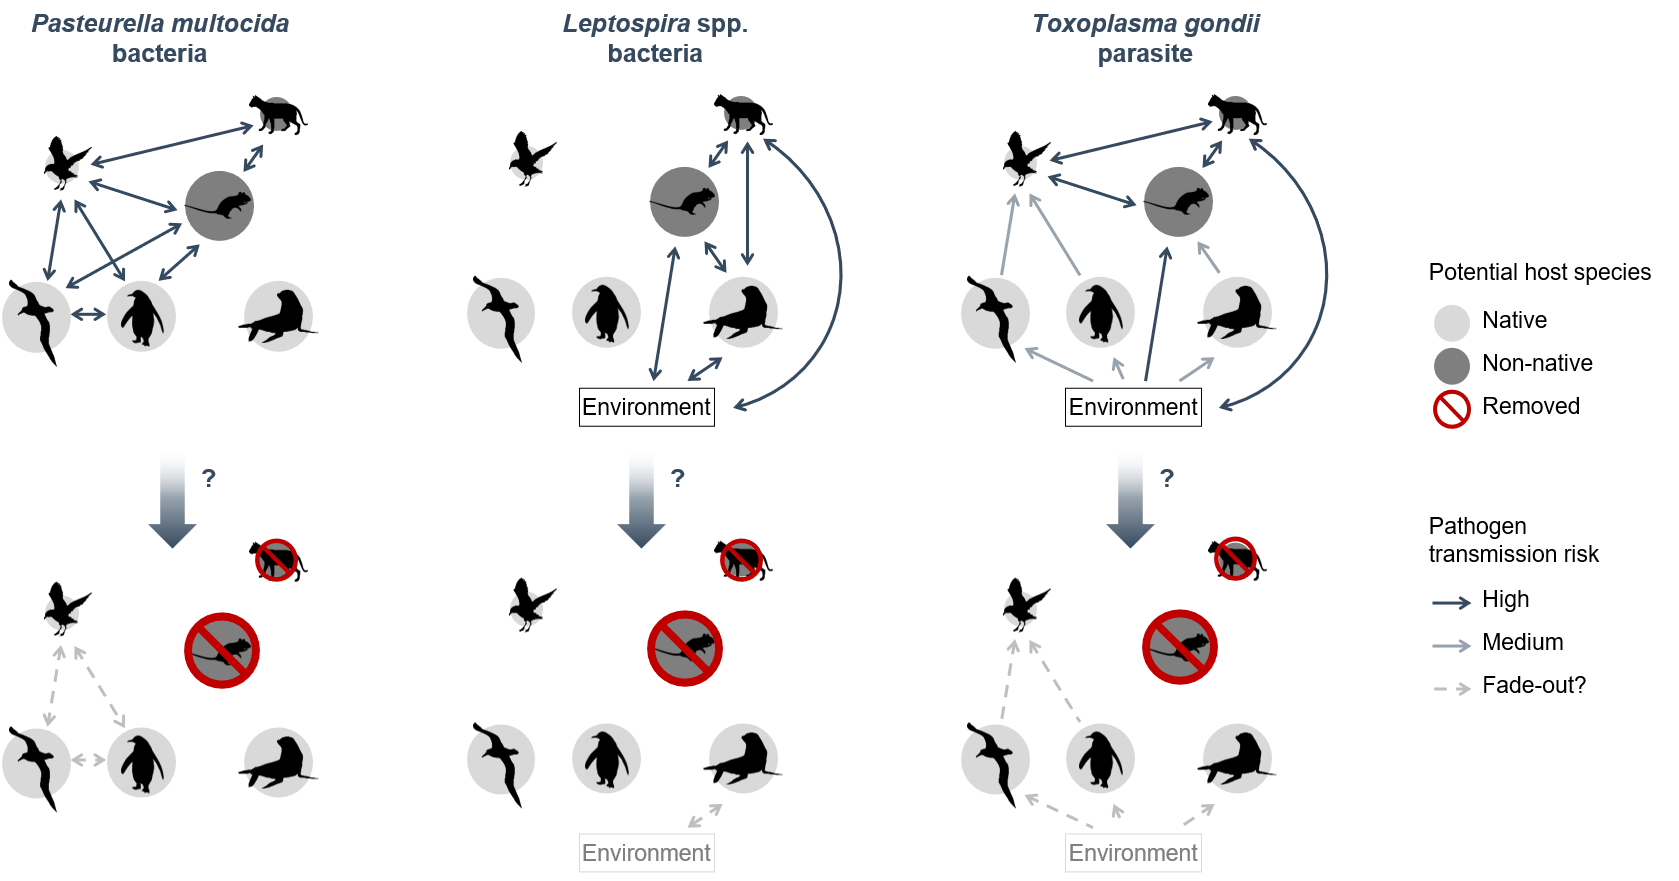 Pasteurella multocida
bacteria
Leptospira spp.
bacteria
Toxoplasma gondii
parasite
Environment
Environment
Potential host species
Native
Non-native
Removed
?
?
?
Pathogen
transmission risk
High
Medium
Fade-out?
Environment
Environment